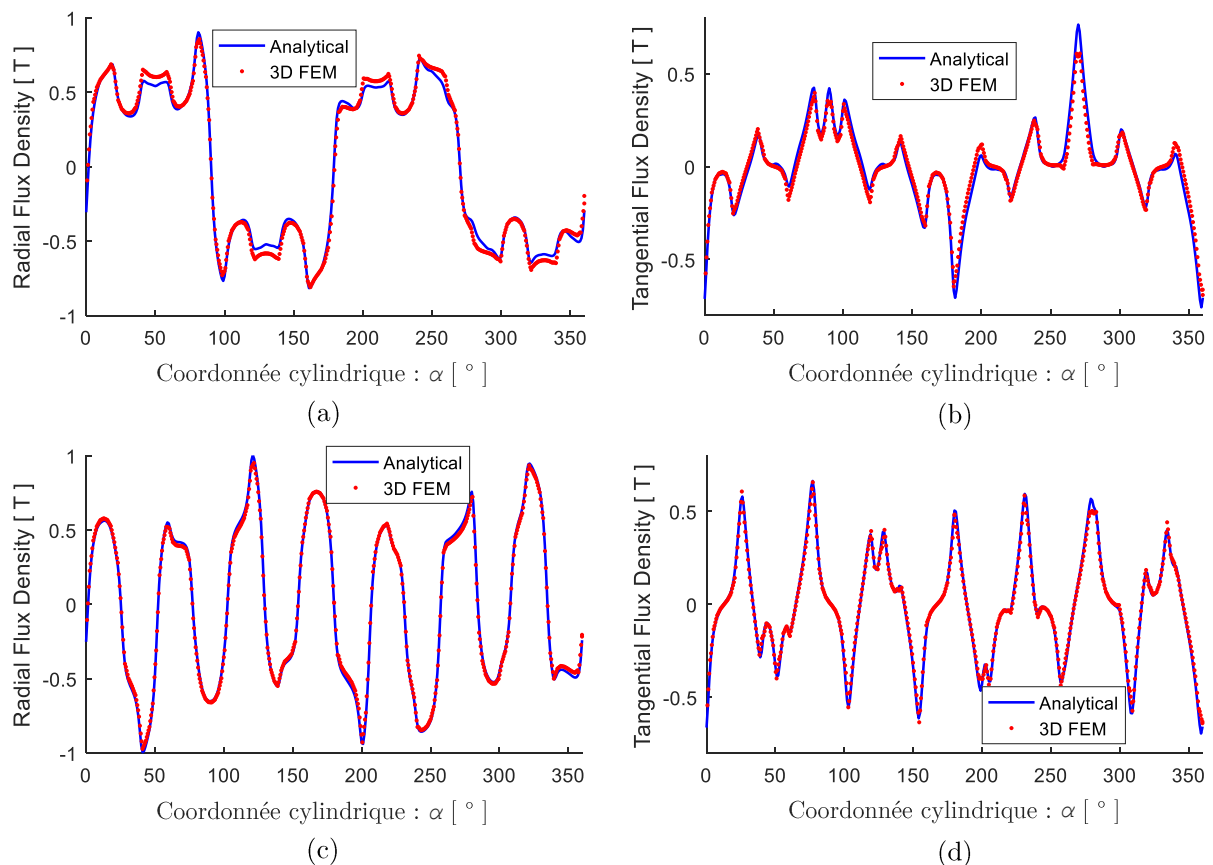 Radial Flux Density [ T ]
1
0.5
0
-0.5
-1
Analytical
3D FEM
0 50 100 150 200 250 300 350
Coordonnée cylindrique : α [ ° ]
(a)
Tangential Flux Density [ T ]
0.5
0
-0.5
Analytical
3D FEM
0 50 100 150 200 250 300 350
Coordonnée cylindrique : α [ ° ]
(b)
Radial Flux Density [ T ]
1
0.5
0
-0.5
-1
Analytical
3D FEM
0 50 100 150 200 250 300 350
Coordonnée cylindrique : α [ ° ]
(c)
Tangential Flux Density [ T ]
0.5
0
-0.5
Analytical
3D FEM
0 50 100 150 200 250 300 350
Coordonnée cylindrique : α [ ° ]
(d)